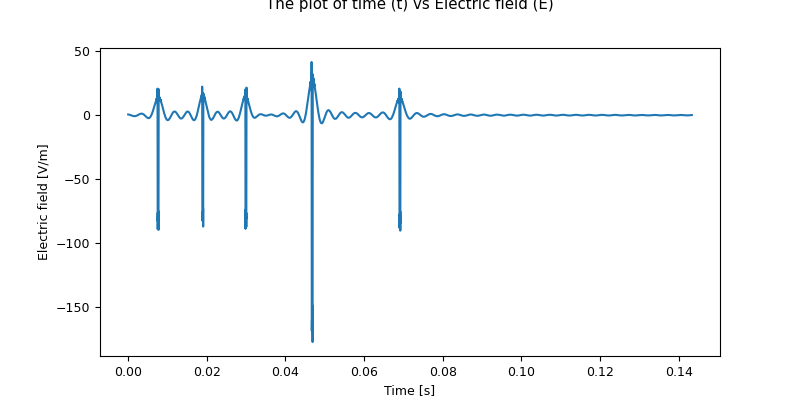 The plot of time (t) vs Electric field (E)
Electric field [V/m]
50
0
−50
−100
−150
0.00 0.02 0.04 0.06 0.08 0.10 0.12 0.14
Time [s]